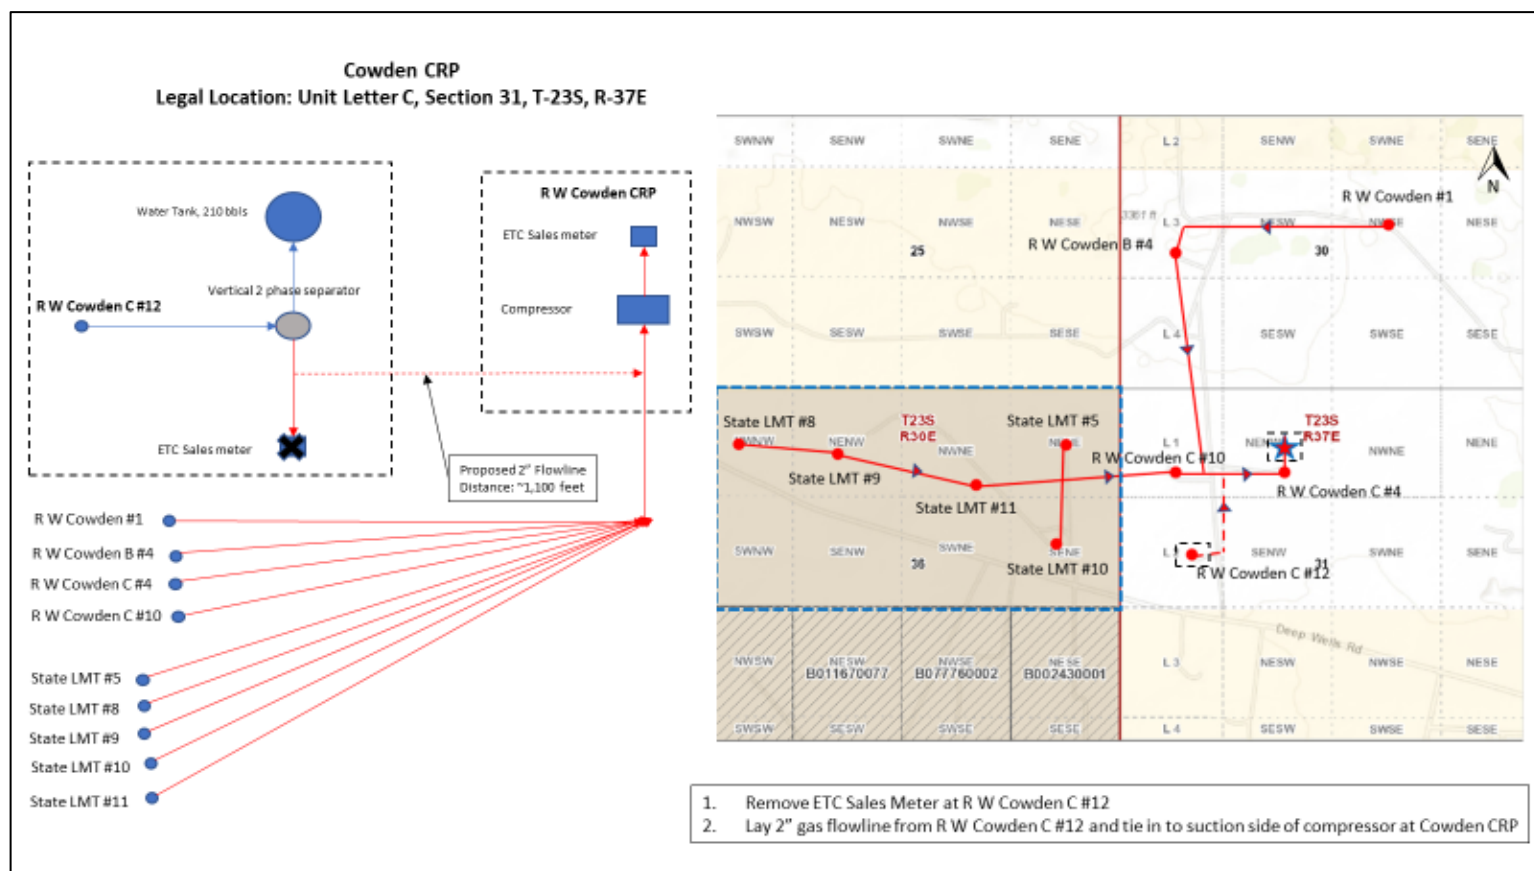 Cowden CRP
Legal Location: Unit Letter C, Section 31, T-23S, R-37E
Water Tank, 210 bbls
Vertical 2 phase separator
R W Cowden C #12
ETC Sales meter
R W Cowden CRP
ETC Sales meter
Compressor
Proposed 2" Flowline
Distance: ~1,100 feet
R W Cowden #1
R W Cowden B #4
R W Cowden C #4
R W Cowden C #10
State LMT #5
State LMT #8
State LMT #9
State LMT #10
State LMT #11
SWNW SENW SWNE SENE L 2 SENW SWNE SENE
N
R W Cowden #1
NWSW NESW NWSE NESE 3361 ft L 3 NESW NWSE NESE
R W Cowden B #4
25 30
SWSW SESW SWSE SESE L 4 SESW SWSE SESE
State LMT #8 T23S State LMT #5 T23S
R36E R37E
NWNW NENW NWNE NENE L 1 NENW NWNE NENE
R W Cowden C #10
State LMT #9 R W Cowden C #4
State LMT #11
SWNW SENW SWNE SENE L 2 SENW SWNE SENE
36 31
State LMT #10 R W Cowden C #12
Deep Wells Rd
NWSW NESW NWSE NESE L 3 NESW NWSE NESE
B011670077 B077760002 B002430001
SWSW SESW SWSE SESE L 4 SESW SWSE SESE
1. Remove ETC Sales Meter at R W Cowden C #12
2. Lay 2" gas flowline from R W Cowden C #12 and tie in to suction side of compressor at Cowden CRP